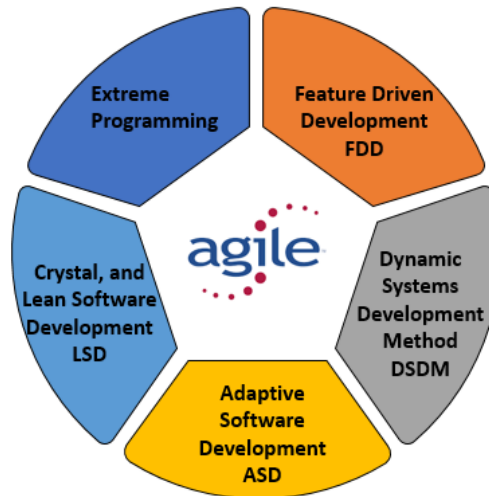 Extreme
Programming
Feature Driven
Development
FDD
agile
Crystal, and
Lean Software
Development
LSD
Dynamic
Systems
Development
Method
DSDM
Adaptive
Software
Development
ASD